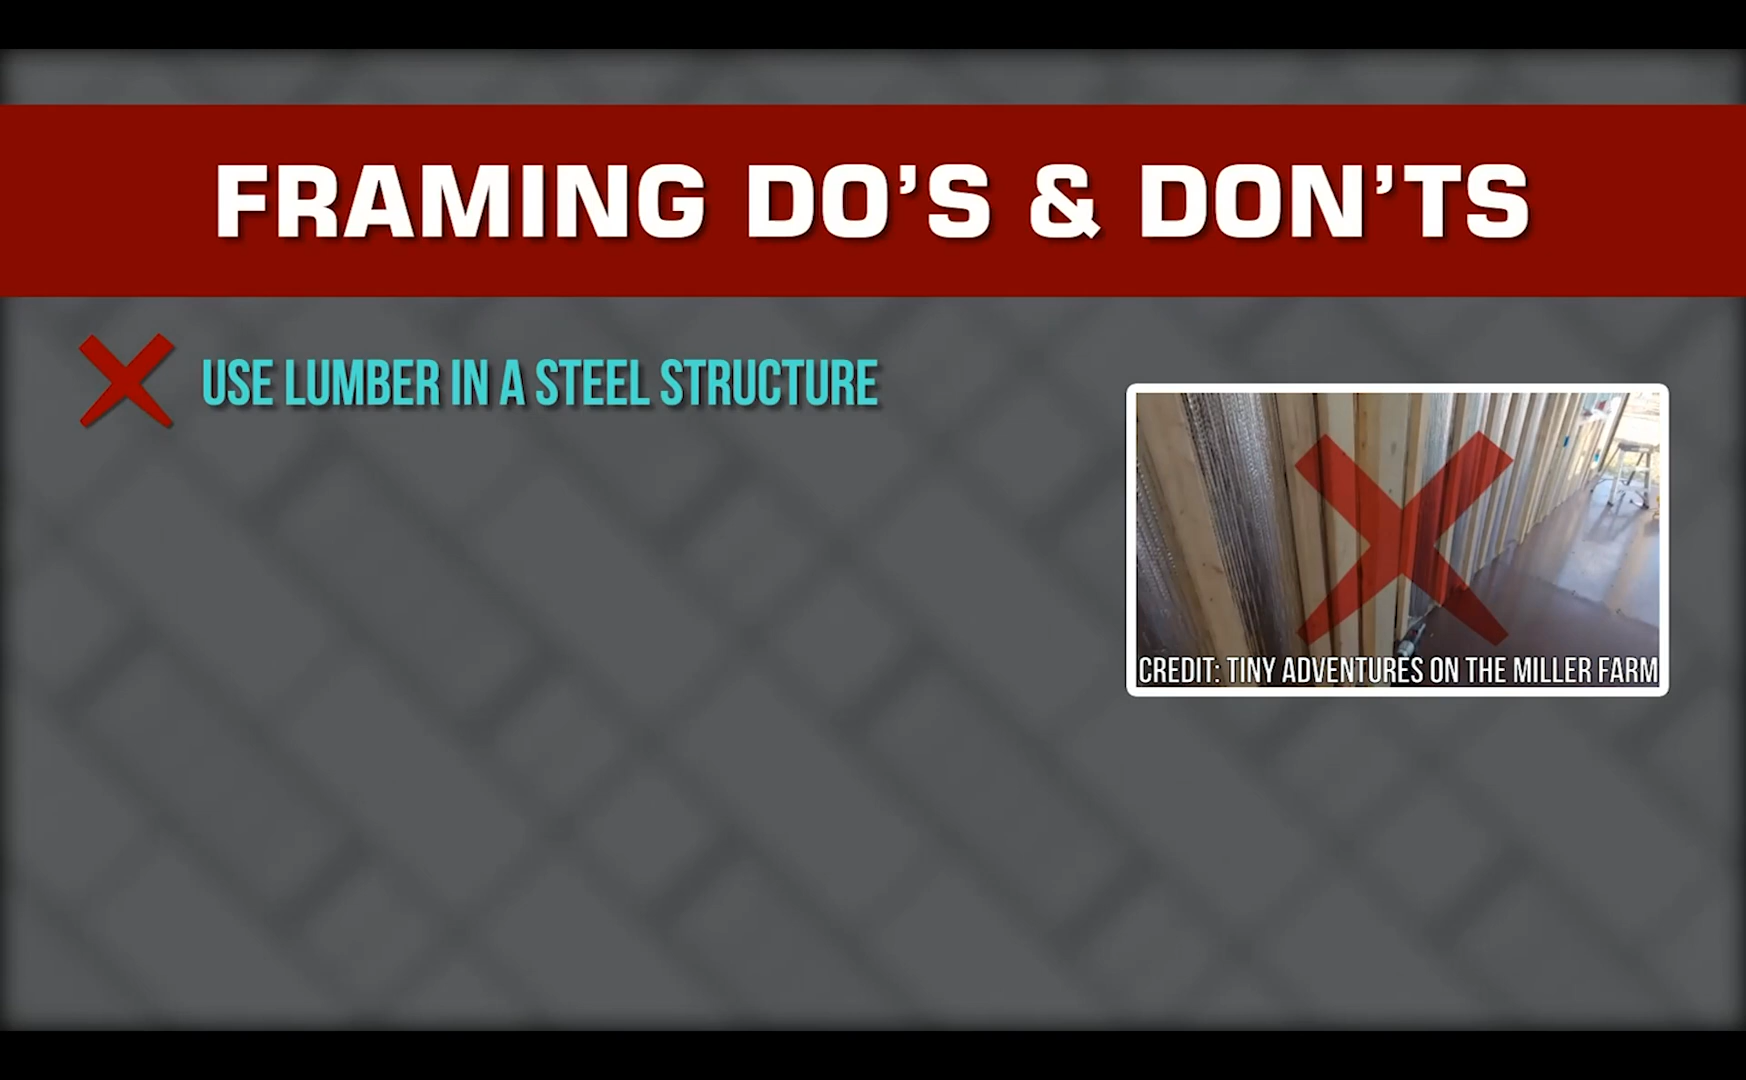 FRAMING DO’S & DON’TS
USE LUMBER IN A STEEL STRUCTURE
CREDIT: TINY ADVENTURES ON THE MILLER FARM